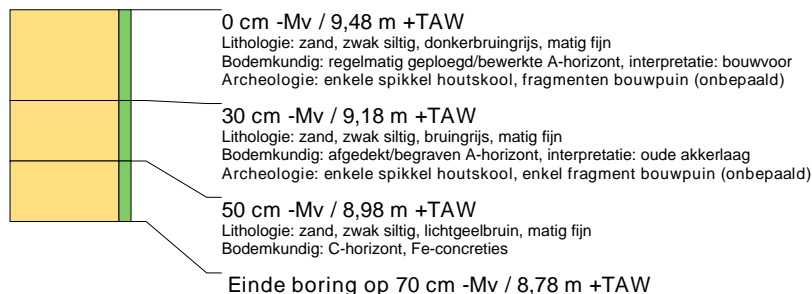 0 cm -Mv / 9,48 m +TAW
Lithologie: zand, zwak siltig, donkerbruingrijs, matig fijn
Bodemkundig: regelmatig geploegd/bewerkte A-horizont, interpretatie: bouwvoor
Archeologie: enkele spikkel houtskool, fragmenten bouwpuin (onbepaald)
30 cm -Mv / 9,18 m +TAW
Lithologie: zand, zwak siltig, bruingrijs, matig fijn
Bodemkundig: afgedekt/begraven A-horizont, interpretatie: oude akkerlaag
Archeologie: enkele spikkel houtskool, enkel fragment bouwpuin (onbepaald)
50 cm -Mv / 8,98 m +TAW
Lithologie: zand, zwak siltig, lichtgeelbruin, matig fijn
Bodemkundig: C-horizont, Fe-concreties
Einde boring op 70 cm -Mv / 8,78 m +TAW